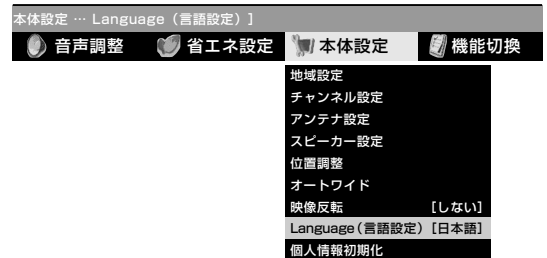 本体設定 … Language（言語設定）]
音声調整 省エネ設定 本体設定 機能切換
地域設定
チャンネル設定
アンテナ設定
スピーカー設定
位置調整
オートワイド
映像反転 [しない]
Language（言語設定） [日本語]
個人情報初期化